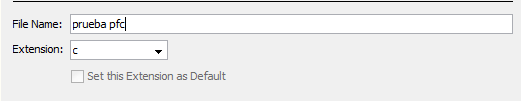 File Name: prueba pfc
Extension: c
Set this Extension as Default